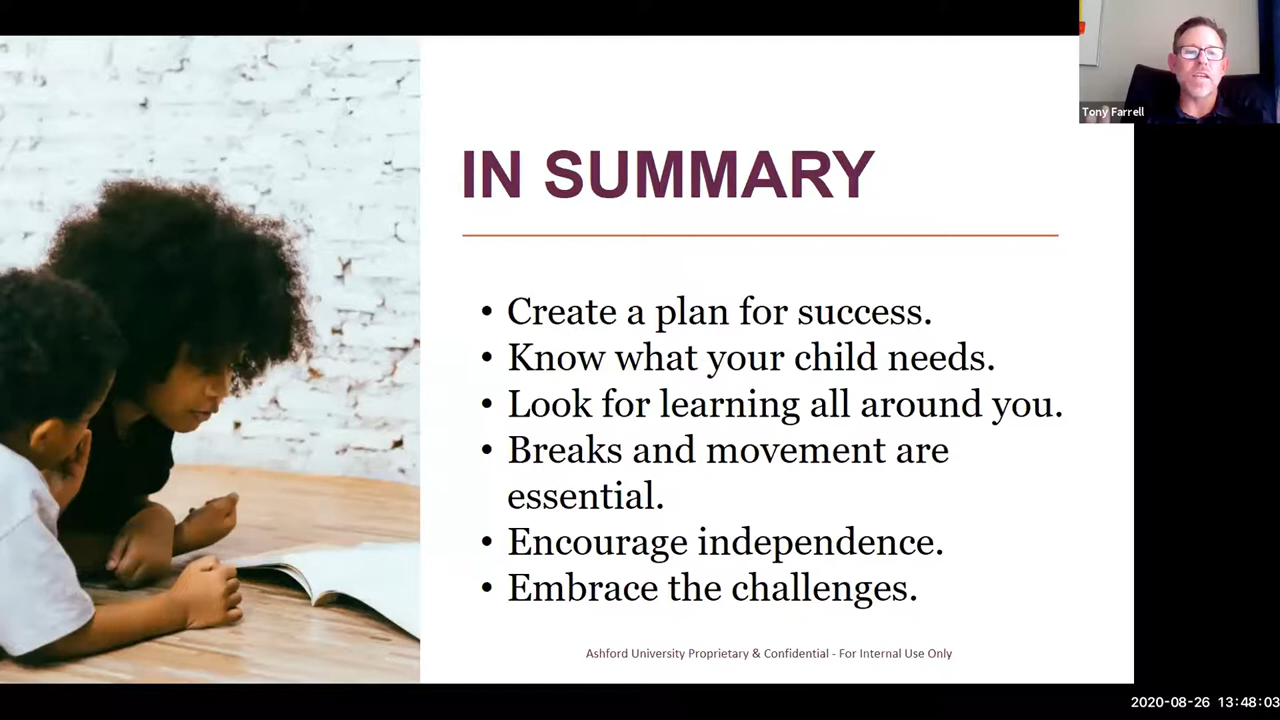 Tony Farrell
IN SUMMARY
• Create a plan for success.
• Know what your child needs.
• Look for learning all around you.
• Breaks and movement are
essential.
• Encourage independence.
• Embrace the challenges.
Ashford University Proprietary & Confidential - For Internal Use Only
2020-08-26 13:48:03